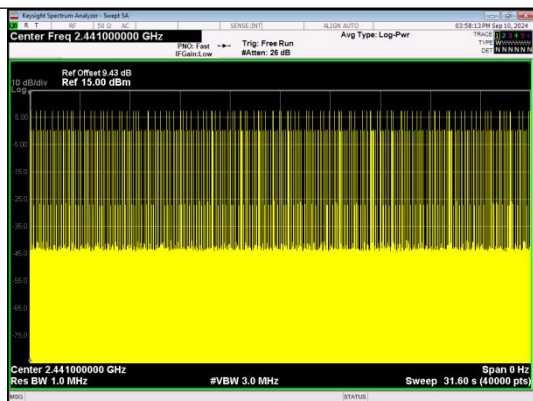 Keysight Spectrum Analyzer - Swept SA
R T RF 50 Ω AC SENSE:INT ALIGN AUTO 03:58:13 PM Sep 10, 2024
Center Freq 2.441000000 GHz
PNO: Fast
IFGain:Low
Trig: Free Run
#Atten: 26 dB
Avg Type: Log-Pwr
TRACE 1 2 3 4 5 6
TYPE
DET N N N N N N
Ref Offset 9.43 dB
10 dB/div Ref 15.00 dBm
Log
5.00
-5.00
-15.0
-25.0
-35.0
-45.0
-55.0
-65.0
-75.0
Center 2.441000000 GHz Span 0 Hz
Res BW 1.0 MHz #VBW 3.0 MHz Sweep 31.60 s (40000 pts)
MSG STATUS